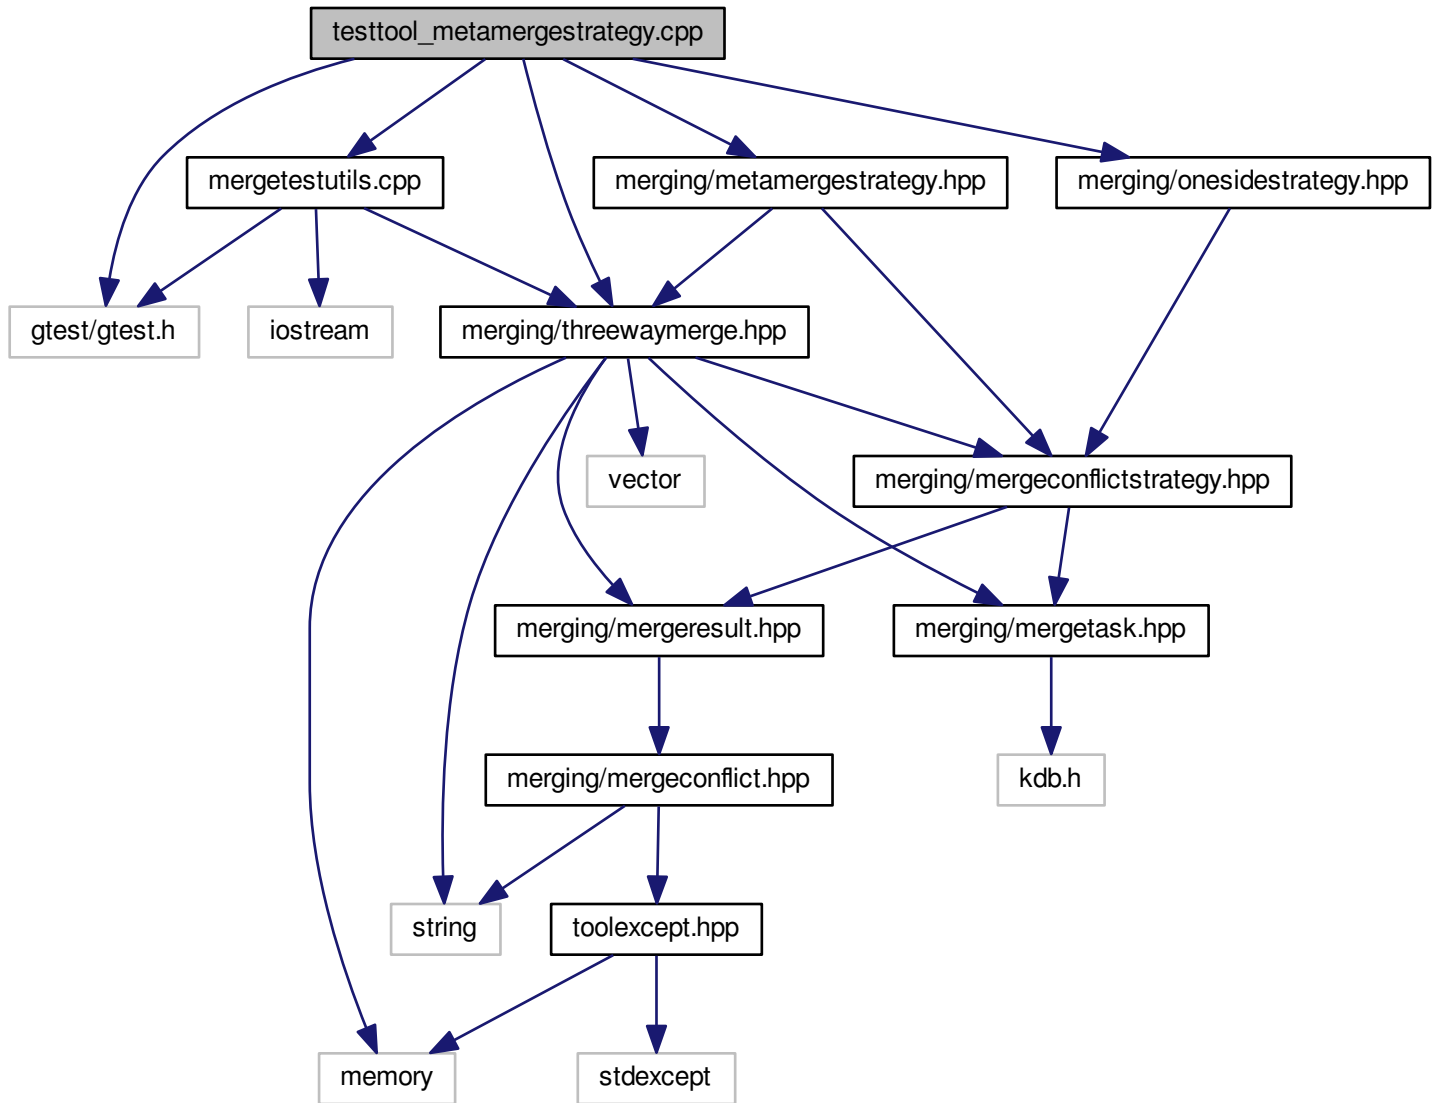 testtool_metamergestrategy.cpp
mergetestutils.cpp
merging/metamergestrategy.hpp
merging/onesidestrategy.hpp
gtest/gtest.h
iostream
merging/threewaymerge.hpp
vector
merging/mergeconflictstrategy.hpp
merging/mergeresult.hpp
merging/mergetask.hpp
merging/mergeconflict.hpp
kdb.h
string
toolexcept.hpp
memory
stdexcept